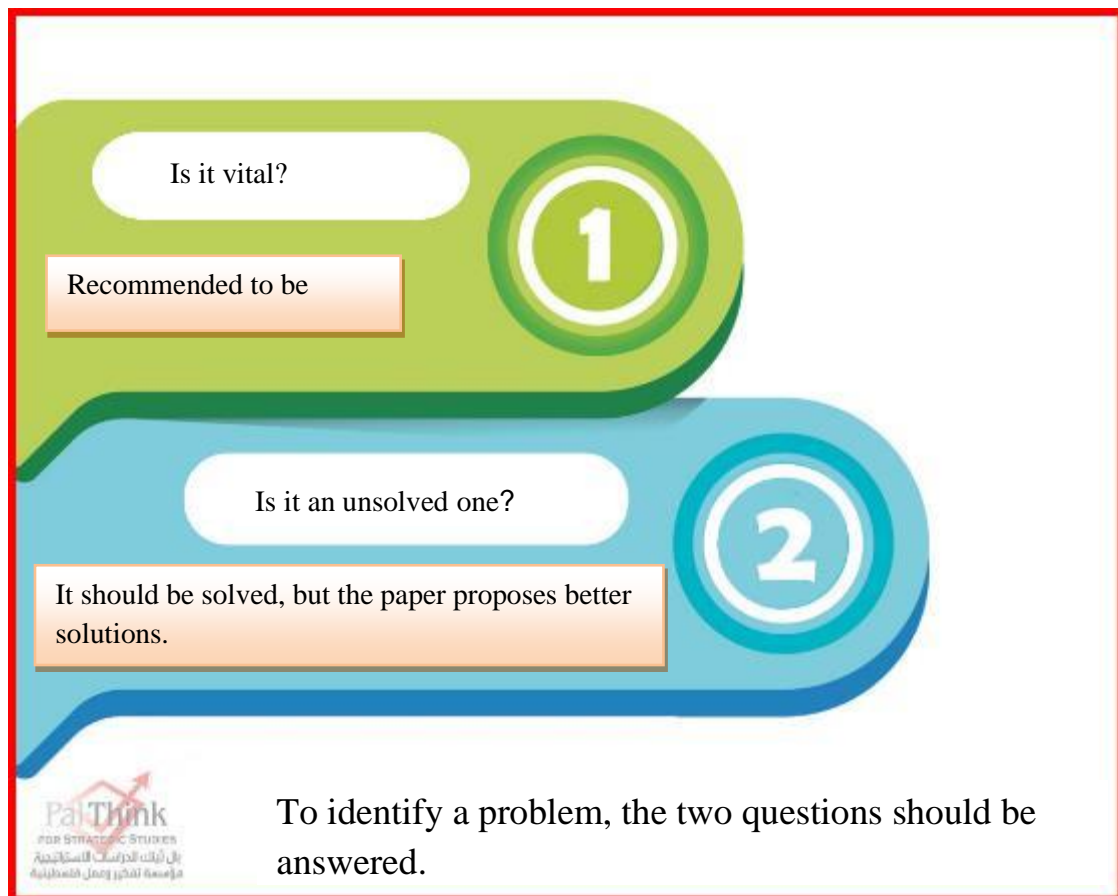 Is it vital?
1
Recommended to be
Is it an unsolved one?
2
It should be solved, but the paper proposes better
solutions.
PalThink
FOR STRATEGIC STUDIES
بال ثينك للدراسات الاستراتيجية
مؤسسة تفكير وعمل فلسطينية
To identify a problem, the two questions should be
answered.